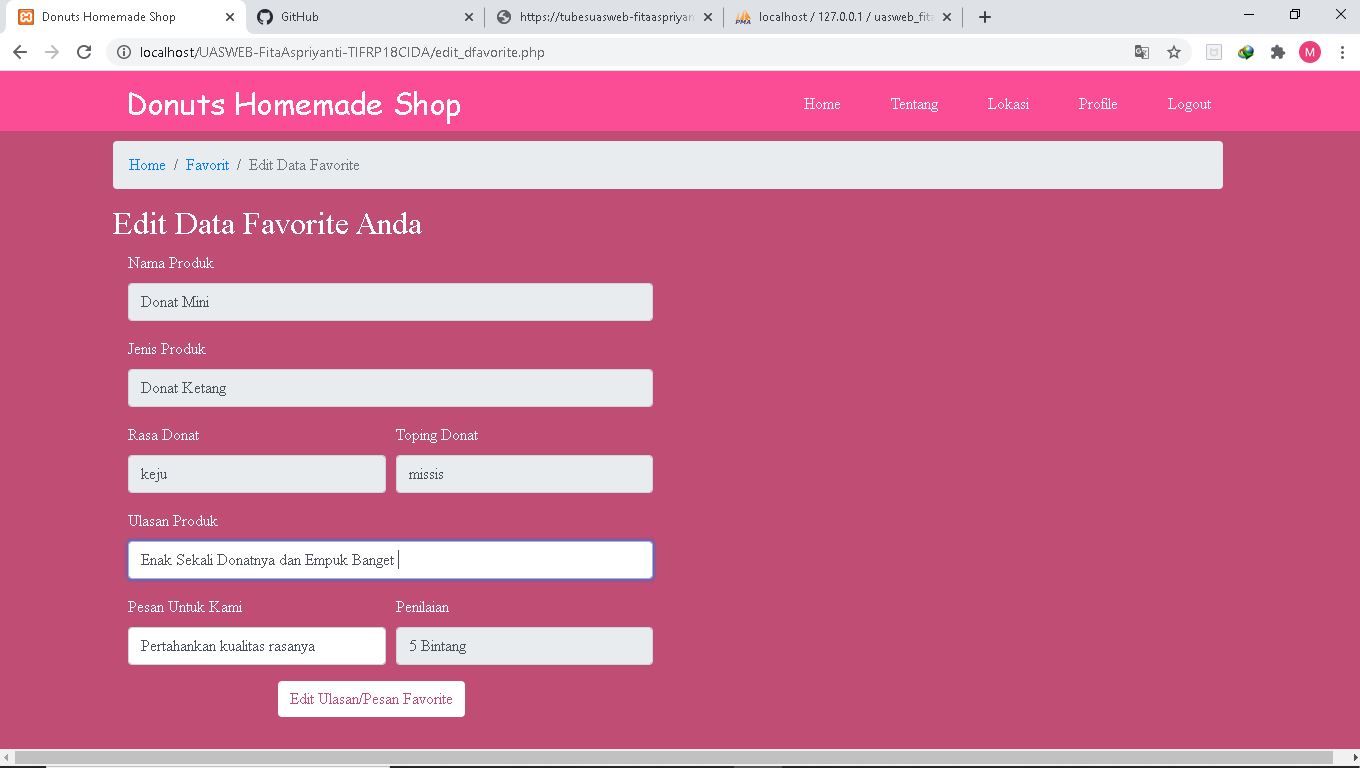 Donuts Homemade Shop
GitHub
https://tubesuasweb-fitaaspriyan
localhost / 127.0.0.1 / uasweb_fita
localhost/UASWEB-FitaAspriyanti-TIFRP18CIDA/edit_dfavorite.php
M
Donuts Homemade Shop
Home
Tentang
Lokasi
Profile
Logout
Home / Favorit / Edit Data Favorite
Edit Data Favorite Anda
Nama Produk
Donat Mini
Jenis Produk
Donat Ketang
Rasa Donat
Toping Donat
keju
missis
Ulasan Produk
Enak Sekali Donatnya dan Empuk Banget
Pesan Untuk Kami
Penilaian
Pertahankan kualitas rasanya
5 Bintang
Edit Ulasan/Pesan Favorite